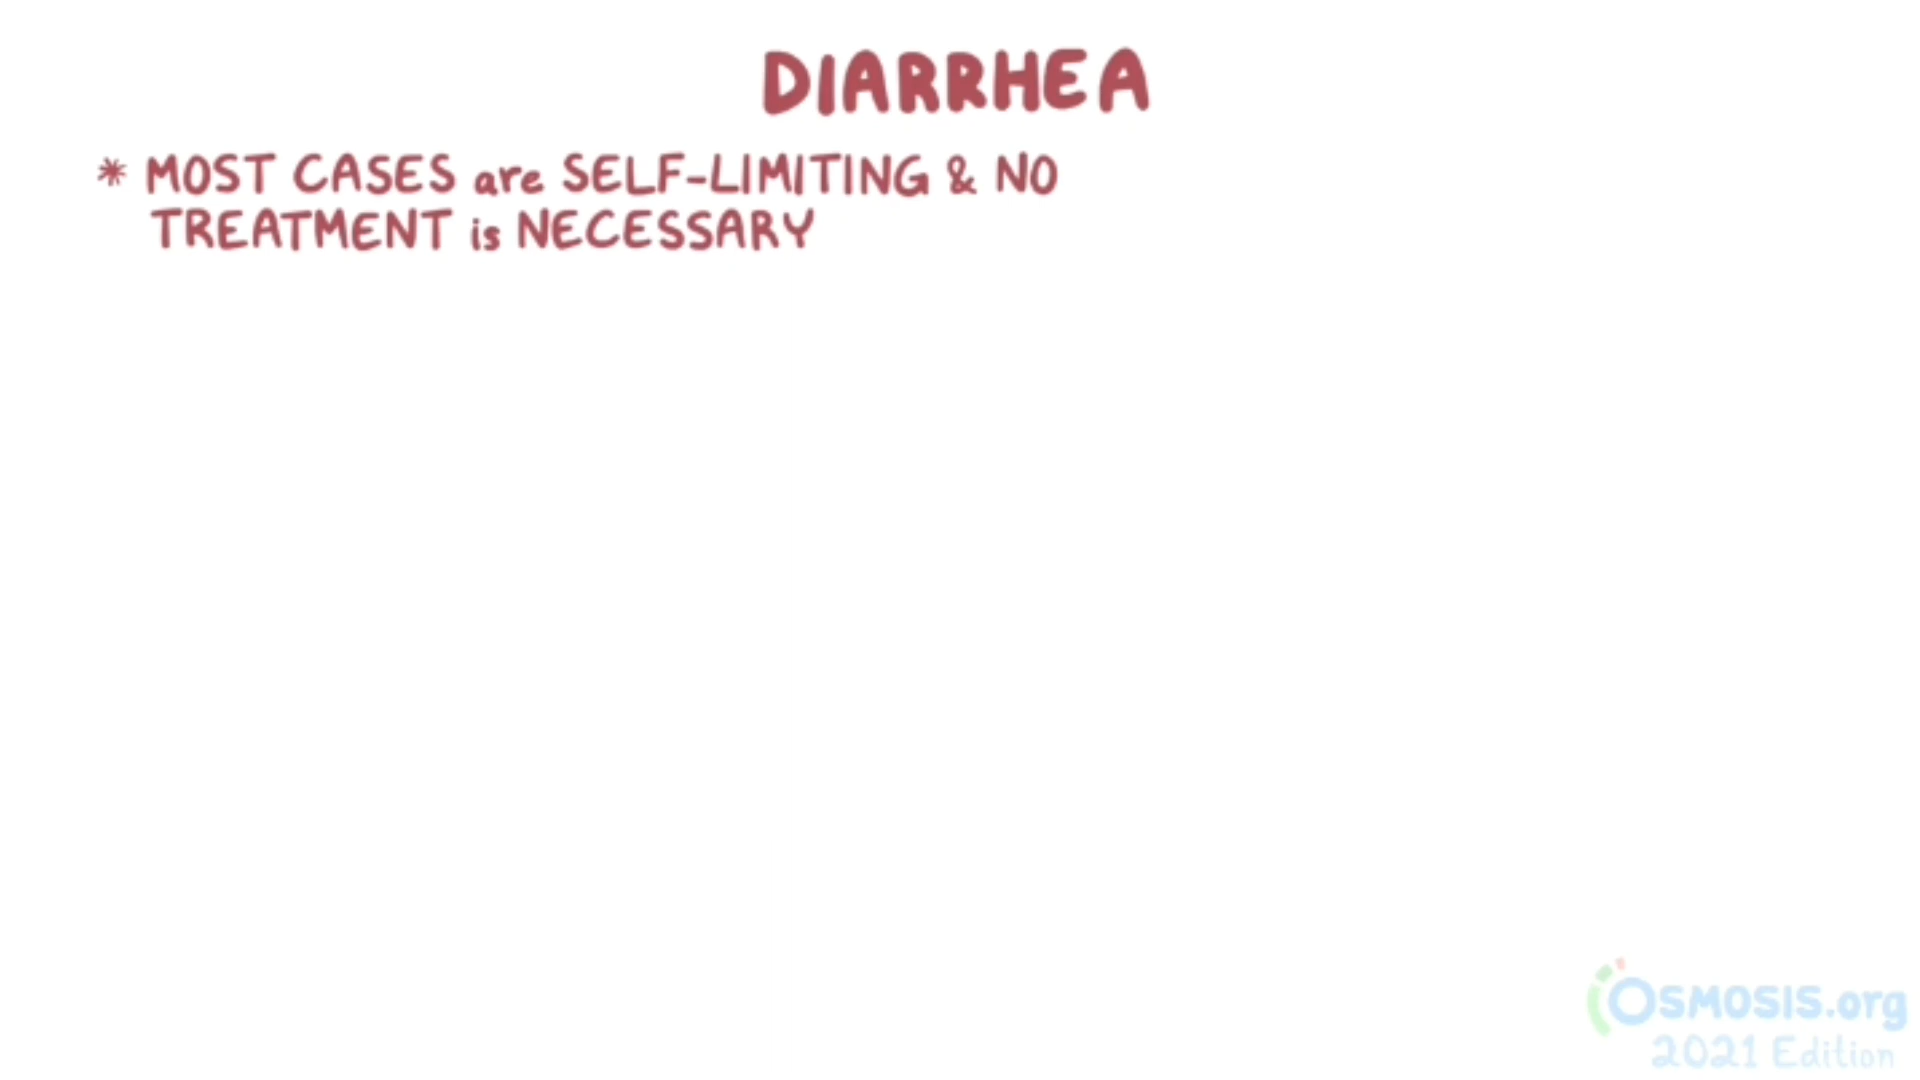 DIARRHEA
* MOST CASES are SELF-LIMITING & NO
TREATMENT is NECESSARY
OSMOSIS.org
2021 Edition